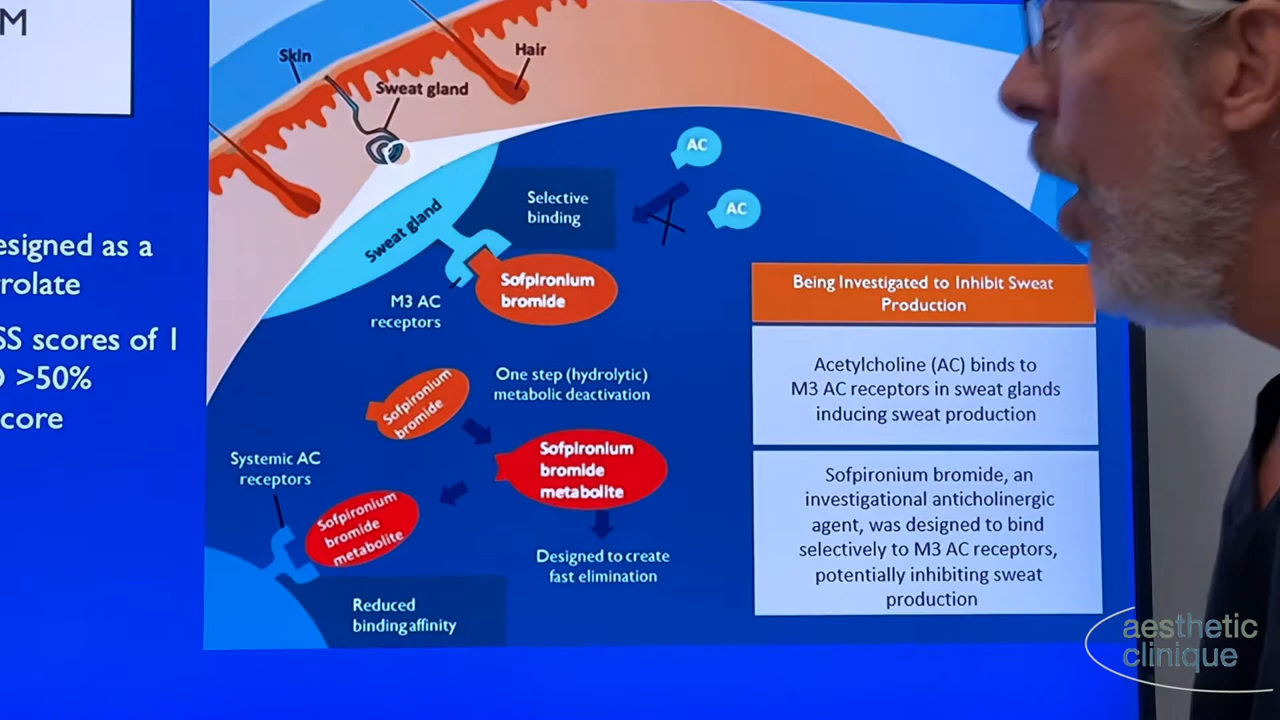 M
esigned as a
rolate
SS scores of 1
>50%
core
Skin
Hair
Sweat gland
AC
AC
Selective
binding
Sweat gland
Sofpironium
bromide
M3 AC
receptors
Sofpironium
bromide
One step (hydrolytic)
metabolic deactivation
Sofpironium
bromide
metabolite
Systemic AC
receptors
Sofpironium
bromide
metabolite
Designed to create
fast elimination
Reduced
binding affinity
Being Investigated to Inhibit Sweat
Production
Acetylcholine (AC) binds to
M3 AC receptors in sweat glands
inducing sweat production
Sofpironium bromide, an
investigational anticholinergic
agent, was designed to bind
selectively to M3 AC receptors,
potentially inhibiting sweat
production
aesthetic
clinique